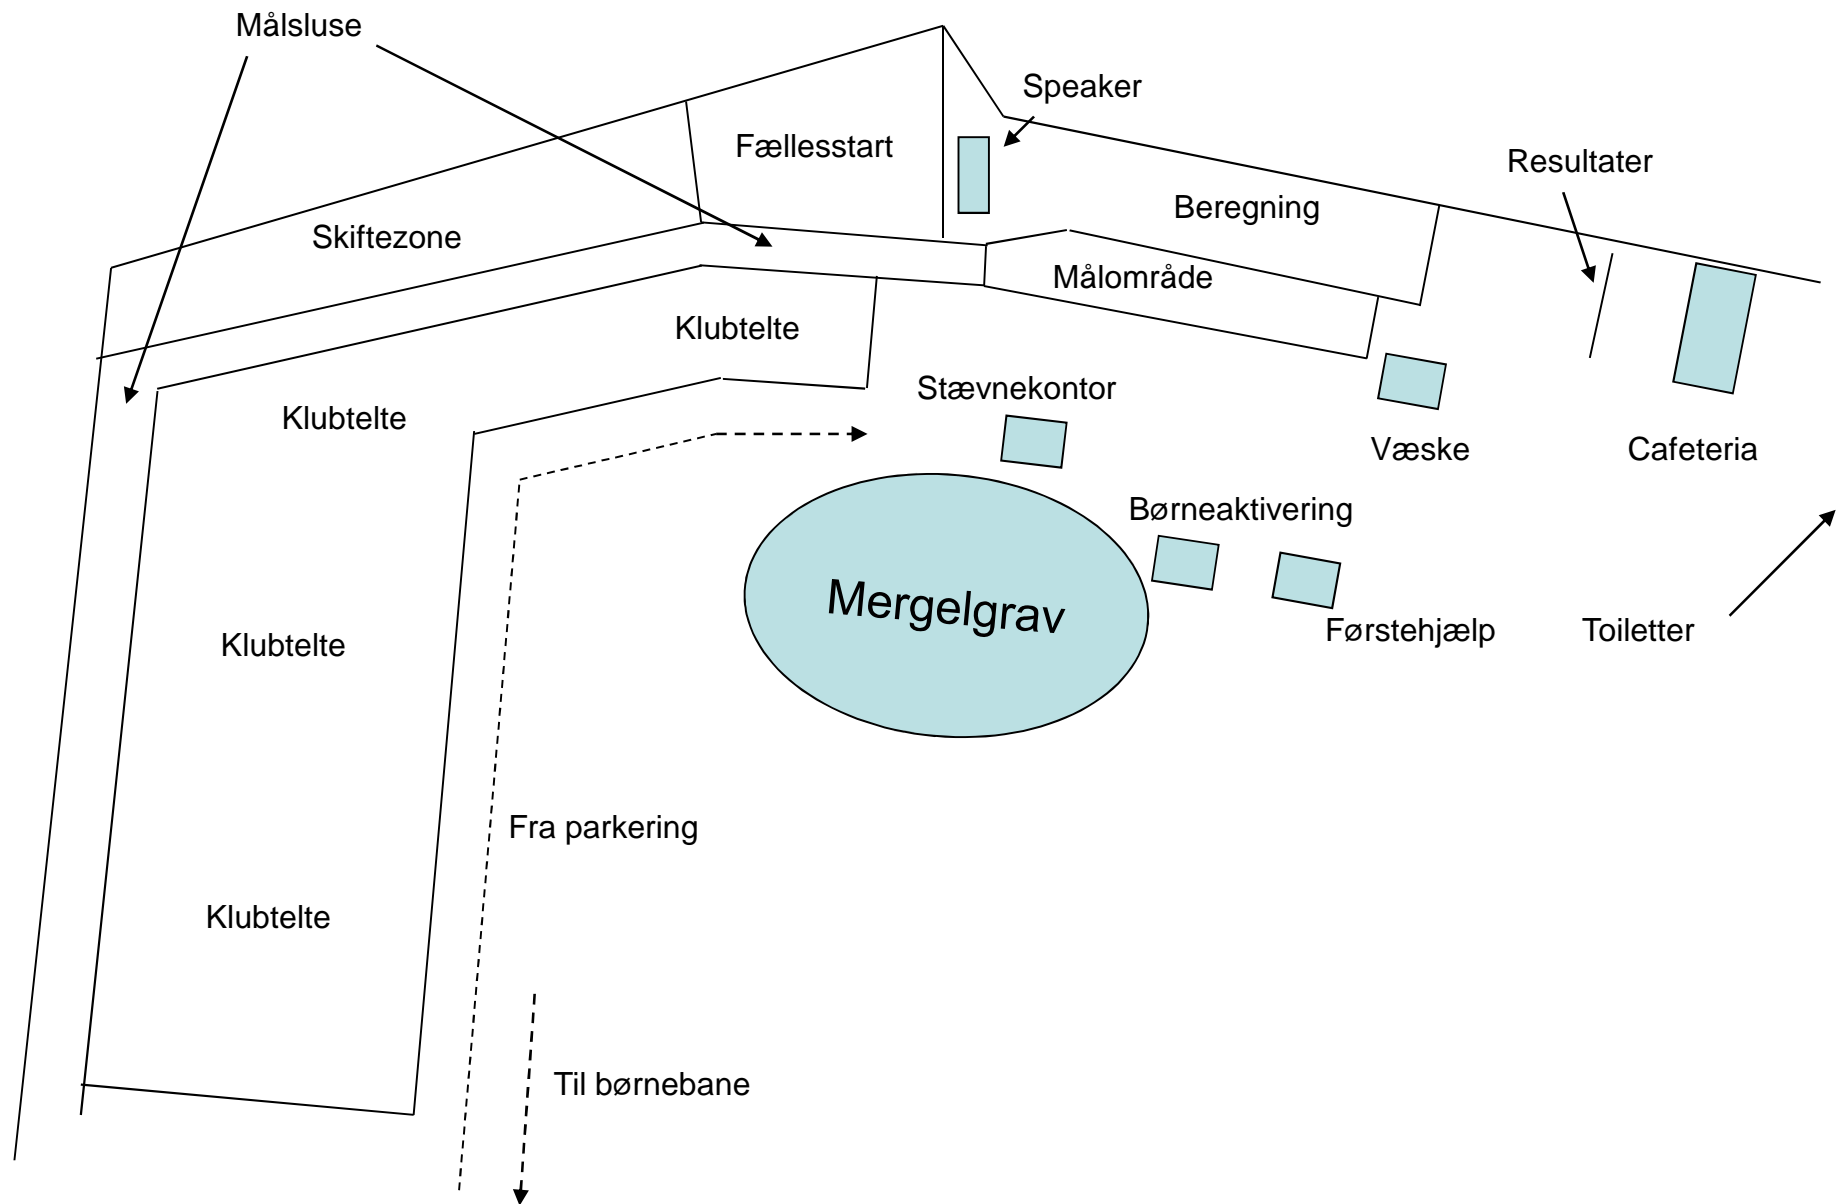 Målsluse
Speaker
Fællesstart
Resultater
Beregning
Skiftezone
Målområde
Klubtelte
Stævnekontor
Klubtelte
Væske
Cafeteria
Børneaktivering
Mergelgrav
Førstehjælp
Toiletter
Klubtelte
Fra parkering
Klubtelte
Til børnebane